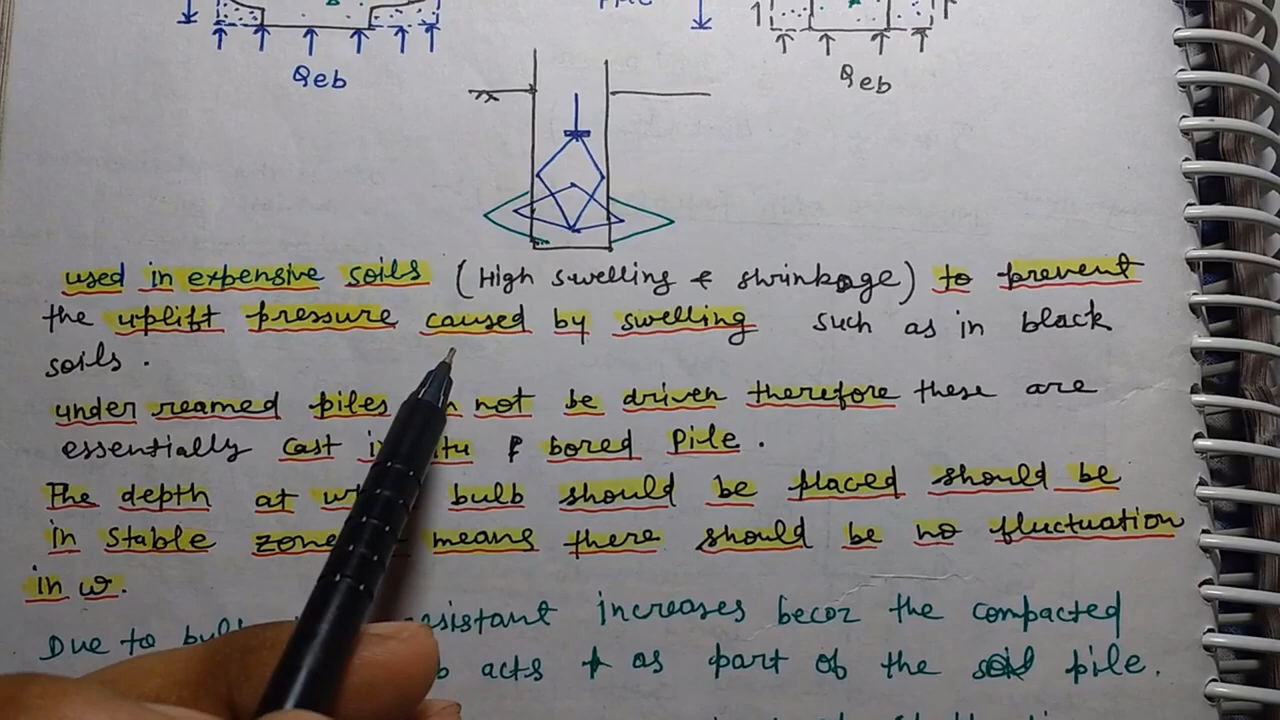 Qeb
Qeb
used in expensive soils (High swelling & shrinkage) to prevent
the uplift pressure caused by swelling such as in black
soils.
under reamed piles not be driven therefore these are
essentially cast in situ & bored Pile.
The depth at bulb should be placed should be
in stable zone means there should be no fluctuation
in w.
Due to increases becoz the compacted
acts as part of the pile.